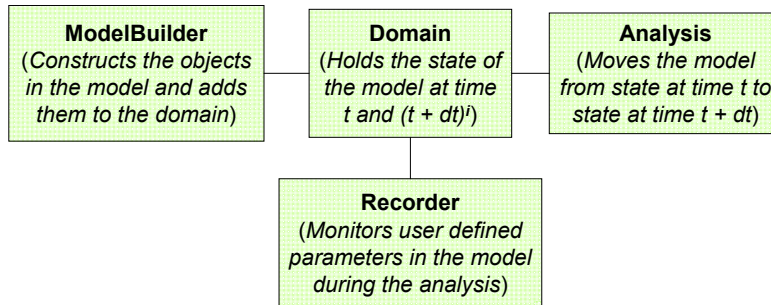 ModelBuilder
(Constructs the objects
in the model and adds
them to the domain)
Domain
(Holds the state of
the model at time
t and (t + dt)ⁱ)
Analysis
(Moves the model
from state at time t to
state at time t + dt)
Recorder
(Monitors user defined
parameters in the model
during the analysis)